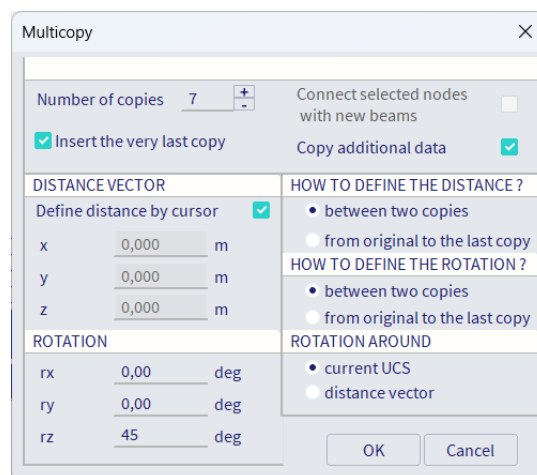 Multicopy
Number of copies 7 + -
Connect selected nodes
with new beams
Insert the very last copy
Copy additional data
DISTANCE VECTOR
Define distance by cursor
x 0,000 m
y 0,000 m
z 0,000 m
HOW TO DEFINE THE DISTANCE ?
between two copies
from original to the last copy
HOW TO DEFINE THE ROTATION ?
between two copies
from original to the last copy
ROTATION
rx 0,00 deg
ry 0,00 deg
rz 45 deg
ROTATION AROUND
current UCS
distance vector
OK Cancel